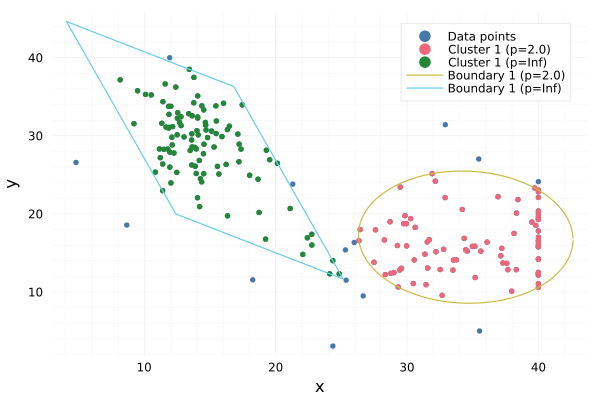 Data points
Cluster 1 (p=2.0)
Cluster 1 (p=Inf)
Boundary 1 (p=2.0)
Boundary 1 (p=Inf)
40
30
20
10
y
10
20
30
40
x